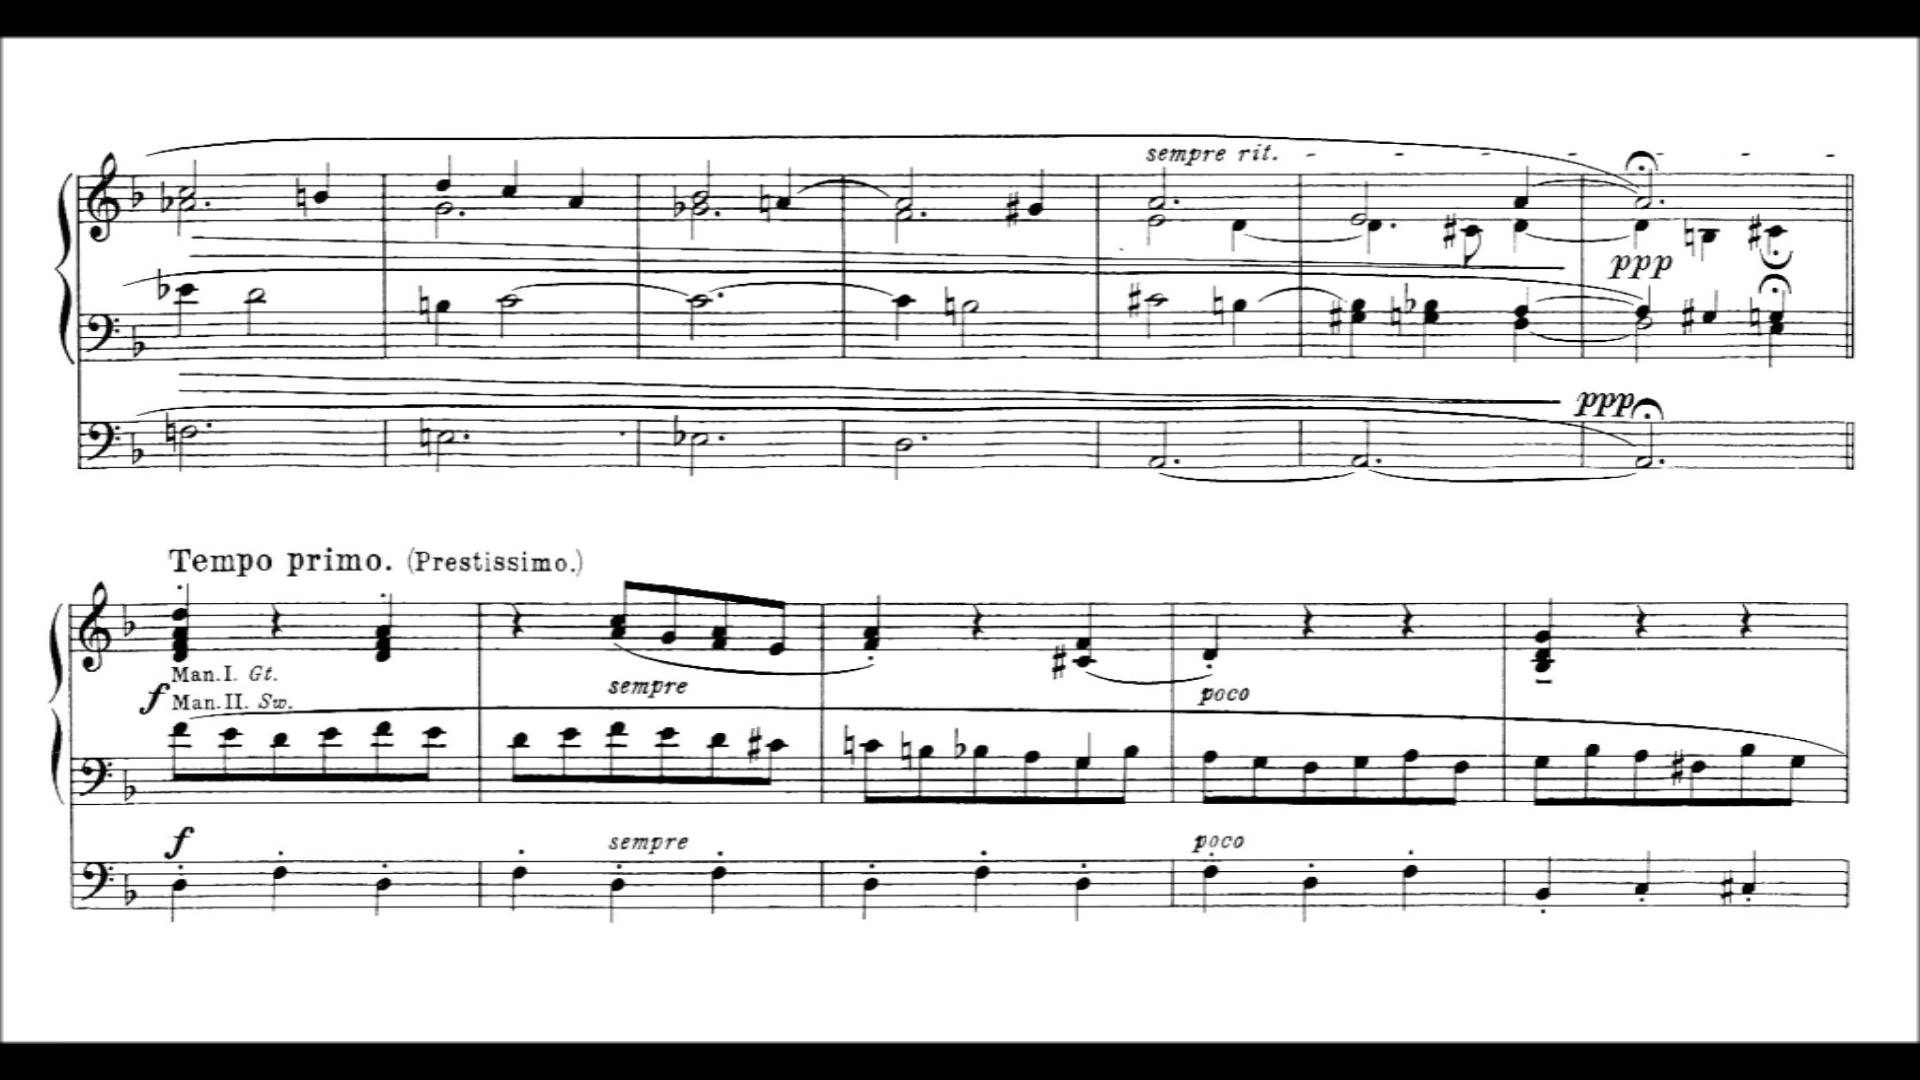 sempre rit.
ppp
ppp
Tempo primo. (Prestissimo.)
Man.I. Gt.
f Man.II. Sw.
sempre
poco
f
sempre
poco